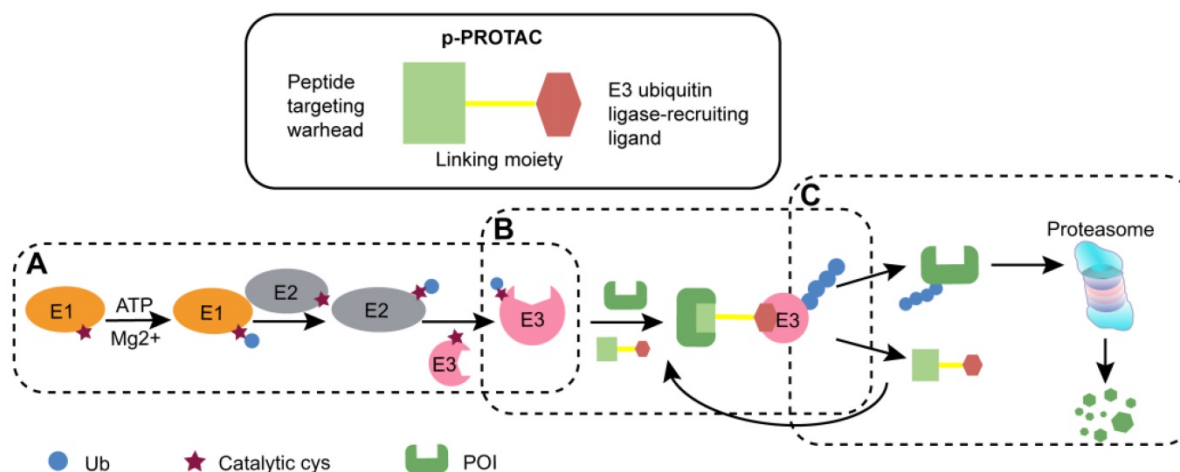 p-PROTAC
Peptide
targeting
warhead
E3 ubiquitin
ligase-recruiting
ligand
Linking moiety
A
B
C
E1
ATP
Mg2+
E1
E2
E2
E3
E3
E3
Proteasome
Ub
Catalytic cys
POI